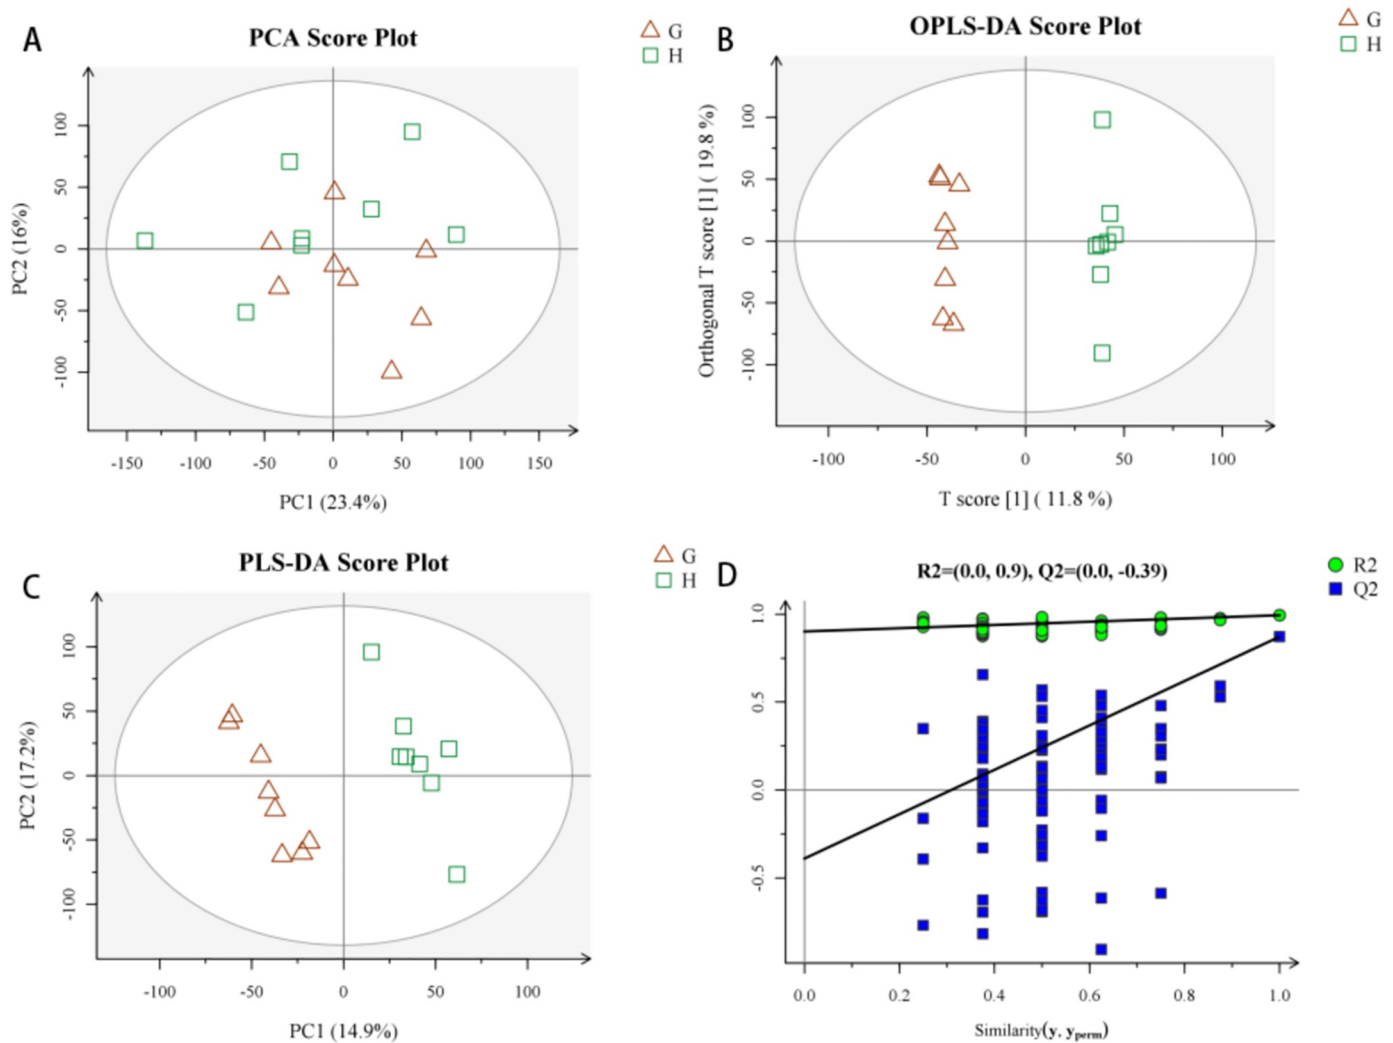 A
PCA Score Plot
G
H
PC2 (16%)
100
50
0
-50
-100
-150
-100
-50
0
50
100
150
PC1 (23.4%)
B
OPLS-DA Score Plot
G
H
Orthogonal T score [1] ( 19.8 %)
100
50
0
-50
-100
-100
-50
0
50
100
T score [1] ( 11.8 %)
C
PLS-DA Score Plot
G
H
PC2 (17.2%)
100
50
0
-50
-100
-100
-50
0
50
100
PC1 (14.9%)
D
R2=(0.0, 0.9), Q2=(0.0, -0.39)
R2
Q2
1.0
0.5
0.0
-0.5
0.0
0.2
0.4
0.6
0.8
1.0
Similarity(y, yperm)